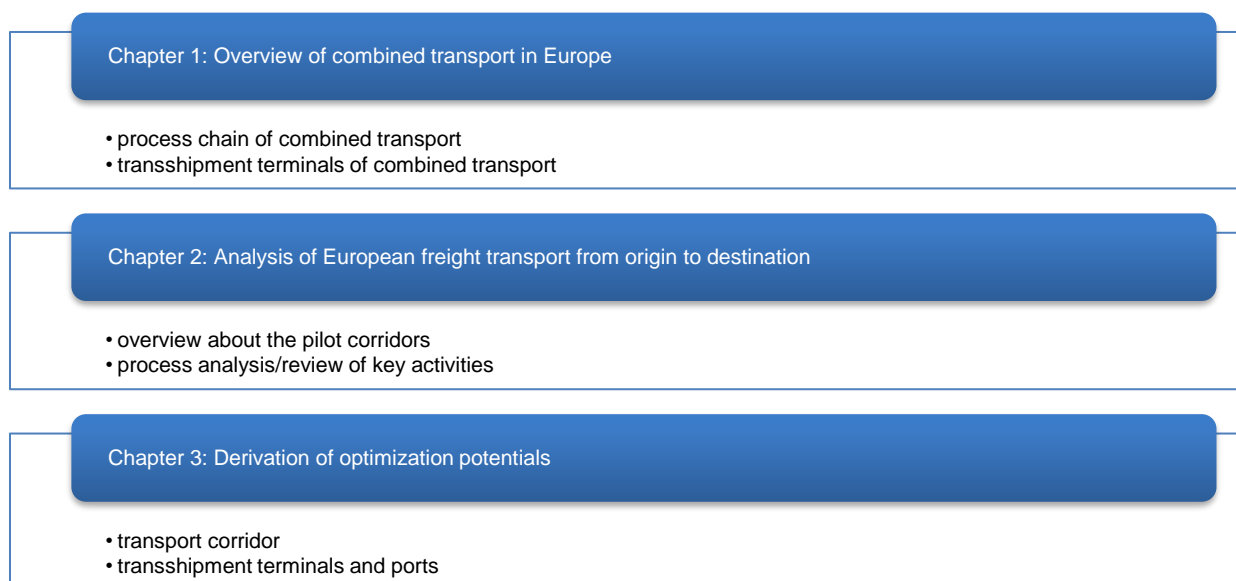 Chapter 1: Overview of combined transport in Europe
• process chain of combined transport
• transshipment terminals of combined transport
Chapter 2: Analysis of European freight transport from origin to destination
• overview about the pilot corridors
• process analysis/review of key activities
Chapter 3: Derivation of optimization potentials
• transport corridor
• transshipment terminals and ports